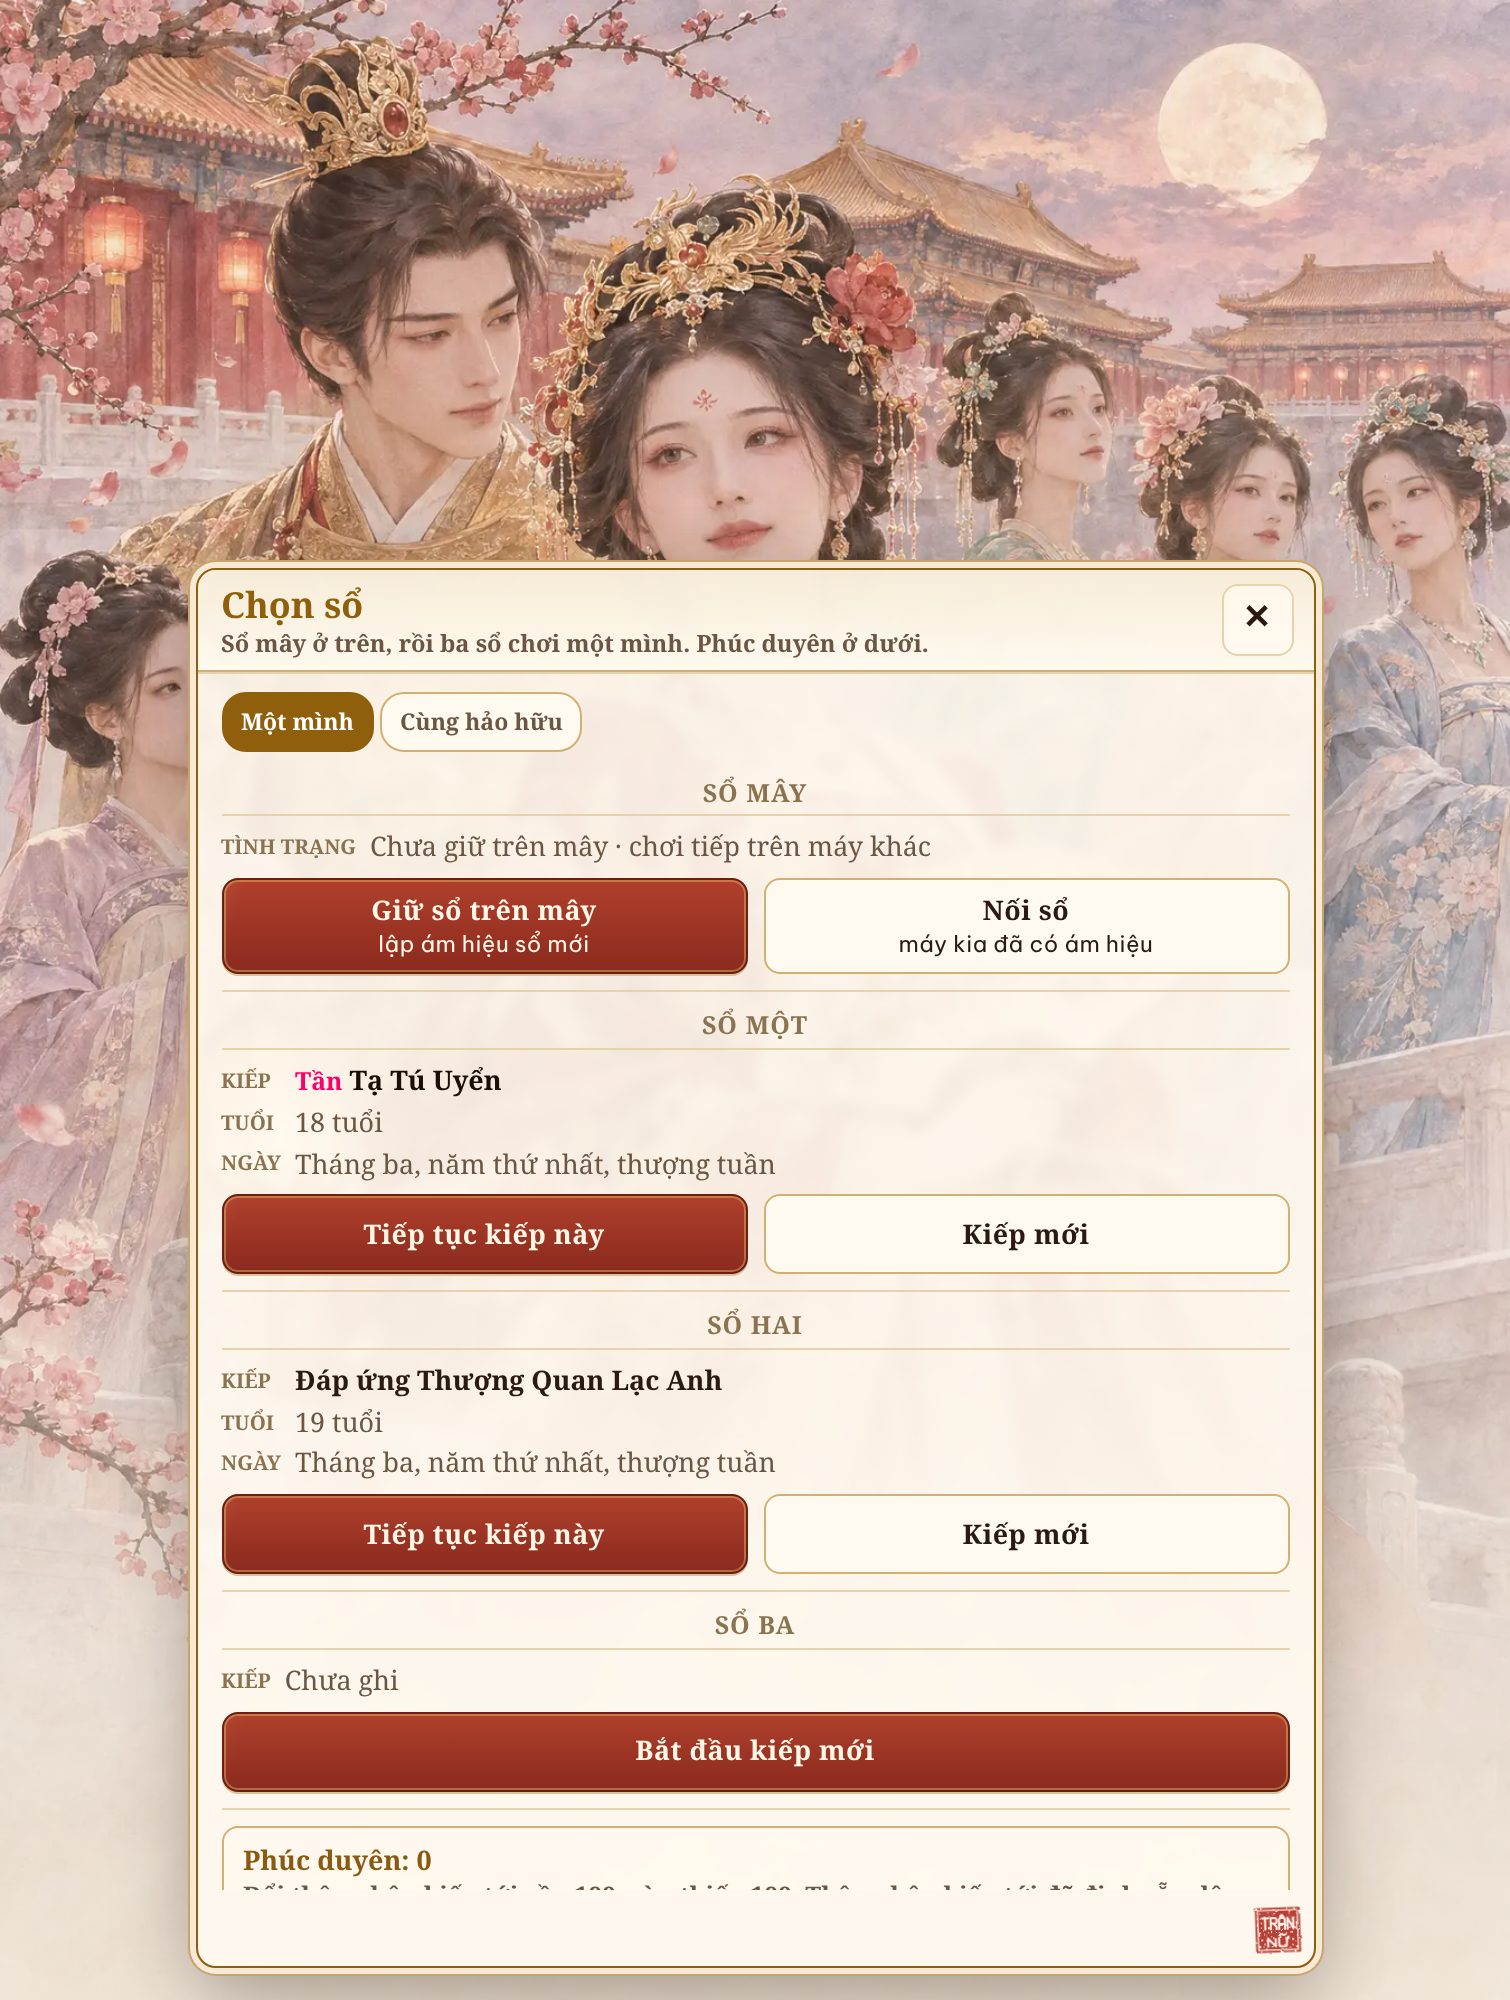 Chọn sổ
Sổ mây ở trên, rồi ba sổ chơi một mình. Phúc duyên ở dưới.
Một mình
Cùng hảo hữu
SỔ MÂY
TÌNH TRẠNG Chưa giữ trên mây · chơi tiếp trên máy khác
Giữ sổ trên mây
lập ám hiệu sổ mới
Nối sổ
máy kia đã có ám hiệu
SỔ MỘT
KIẾP Tần Tạ Tú Uyển
TUỔI 18 tuổi
NGÀY Tháng ba, năm thứ nhất, thượng tuần
Tiếp tục kiếp này
Kiếp mới
SỔ HAI
KIẾP Đáp ứng Thượng Quan Lạc Anh
TUỔI 19 tuổi
NGÀY Tháng ba, năm thứ nhất, thượng tuần
Tiếp tục kiếp này
Kiếp mới
SỔ BA
KIẾP Chưa ghi
Bắt đầu kiếp mới
Phúc duyên: 0
TRÂN
NỮ